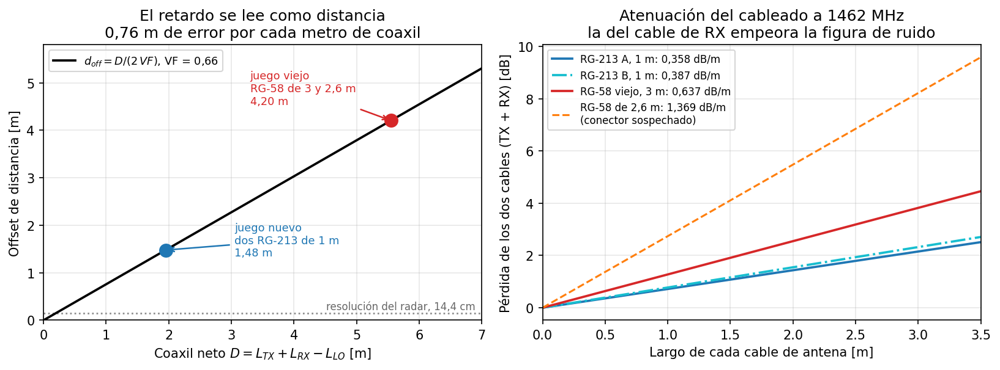 El retardo se lee como distancia
0,76 m de error por cada metro de coaxil
d_off = D/(2 VF), VF = 0,66
juego viejo
RG-58 de 3 y 2,6 m
4,20 m
juego nuevo
dos RG-213 de 1 m
1,48 m
resolución del radar, 14,4 cm
Offset de distancia [m]
0
1
2
3
4
5
0 1 2 3 4 5 6 7
Coaxil neto D = L_TX + L_RX − L_LO [m]
Atenuación del cableado a 1462 MHz
la del cable de RX empeora la figura de ruido
RG-213 A, 1 m: 0,358 dB/m
RG-213 B, 1 m: 0,387 dB/m
RG-58 viejo, 3 m: 0,637 dB/m
RG-58 de 2,6 m: 1,369 dB/m
(conector sospechado)
Pérdida de los dos cables (TX + RX) [dB]
0
2
4
6
8
10
0.0 0.5 1.0 1.5 2.0 2.5 3.0 3.5
Largo de cada cable de antena [m]